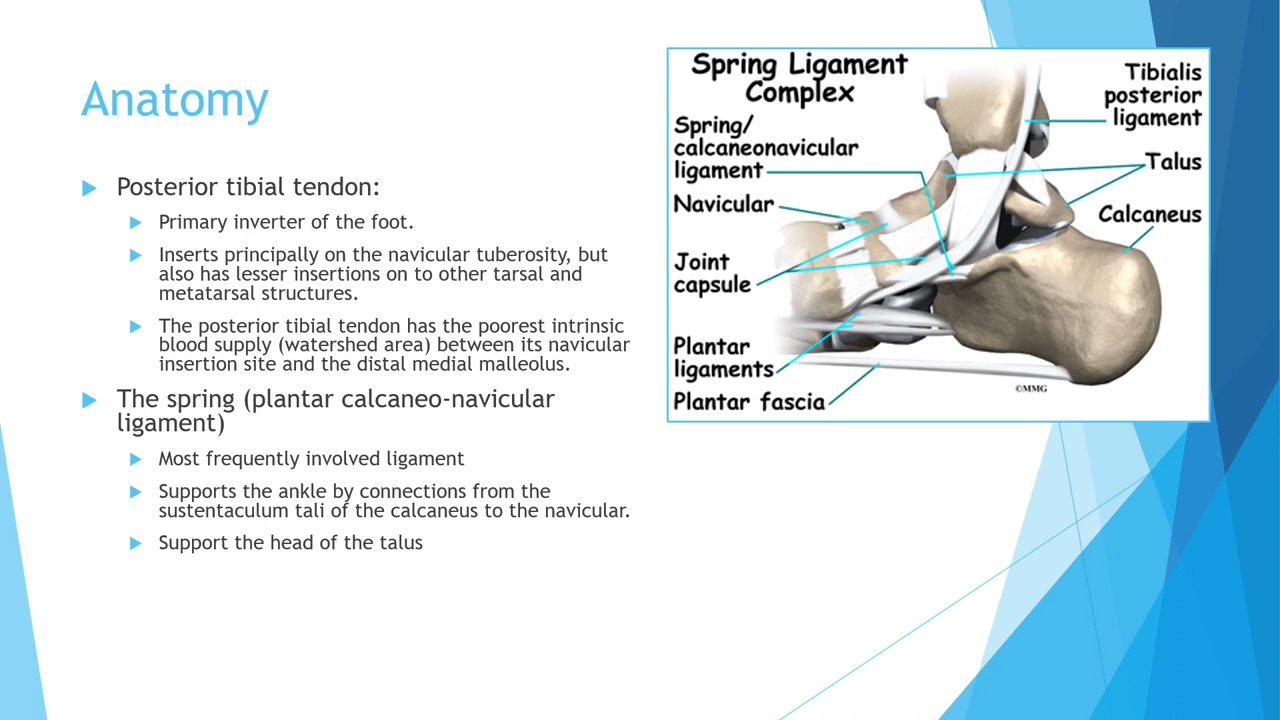 Anatomy
Posterior tibial tendon:
Primary inverter of the foot.
Inserts principally on the navicular tuberosity, but
also has lesser insertions on to other tarsal and
metatarsal structures.
The posterior tibial tendon has the poorest intrinsic
blood supply (watershed area) between its navicular
insertion site and the distal medial malleolus.
The spring (plantar calcaneo-navicular
ligament)
Most frequently involved ligament
Supports the ankle by connections from the
sustentaculum tali of the calcaneus to the navicular.
Support the head of the talus
Spring Ligament
Complex
Spring/
calcaneonavicular
ligament
Navicular
Joint
capsule
Plantar
ligaments
Plantar fascia
Tibialis
posterior
ligament
Talus
Calcaneus
©MMG